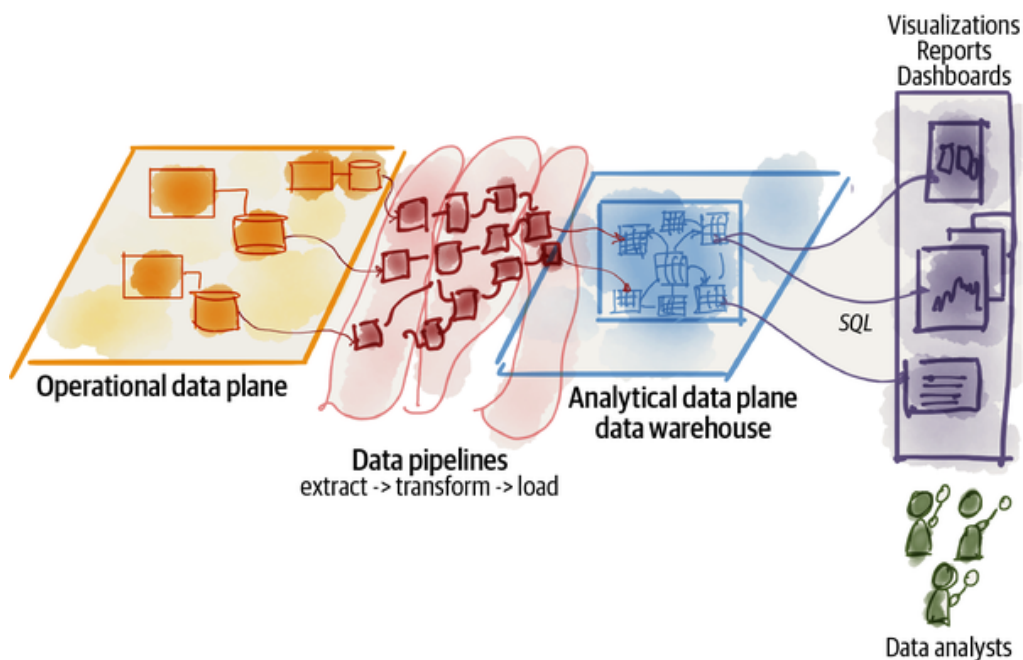 Visualizations
Reports
Dashboards
SQL
Operational data plane
Analytical data plane
data warehouse
Data pipelines
extract -> transform -> load
Data analysts